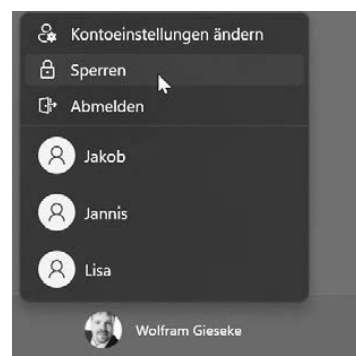 Kontoeinstellungen ändern
Sperren
Abmelden
Jakob
Jannis
Lisa
Wolfram Gieseke